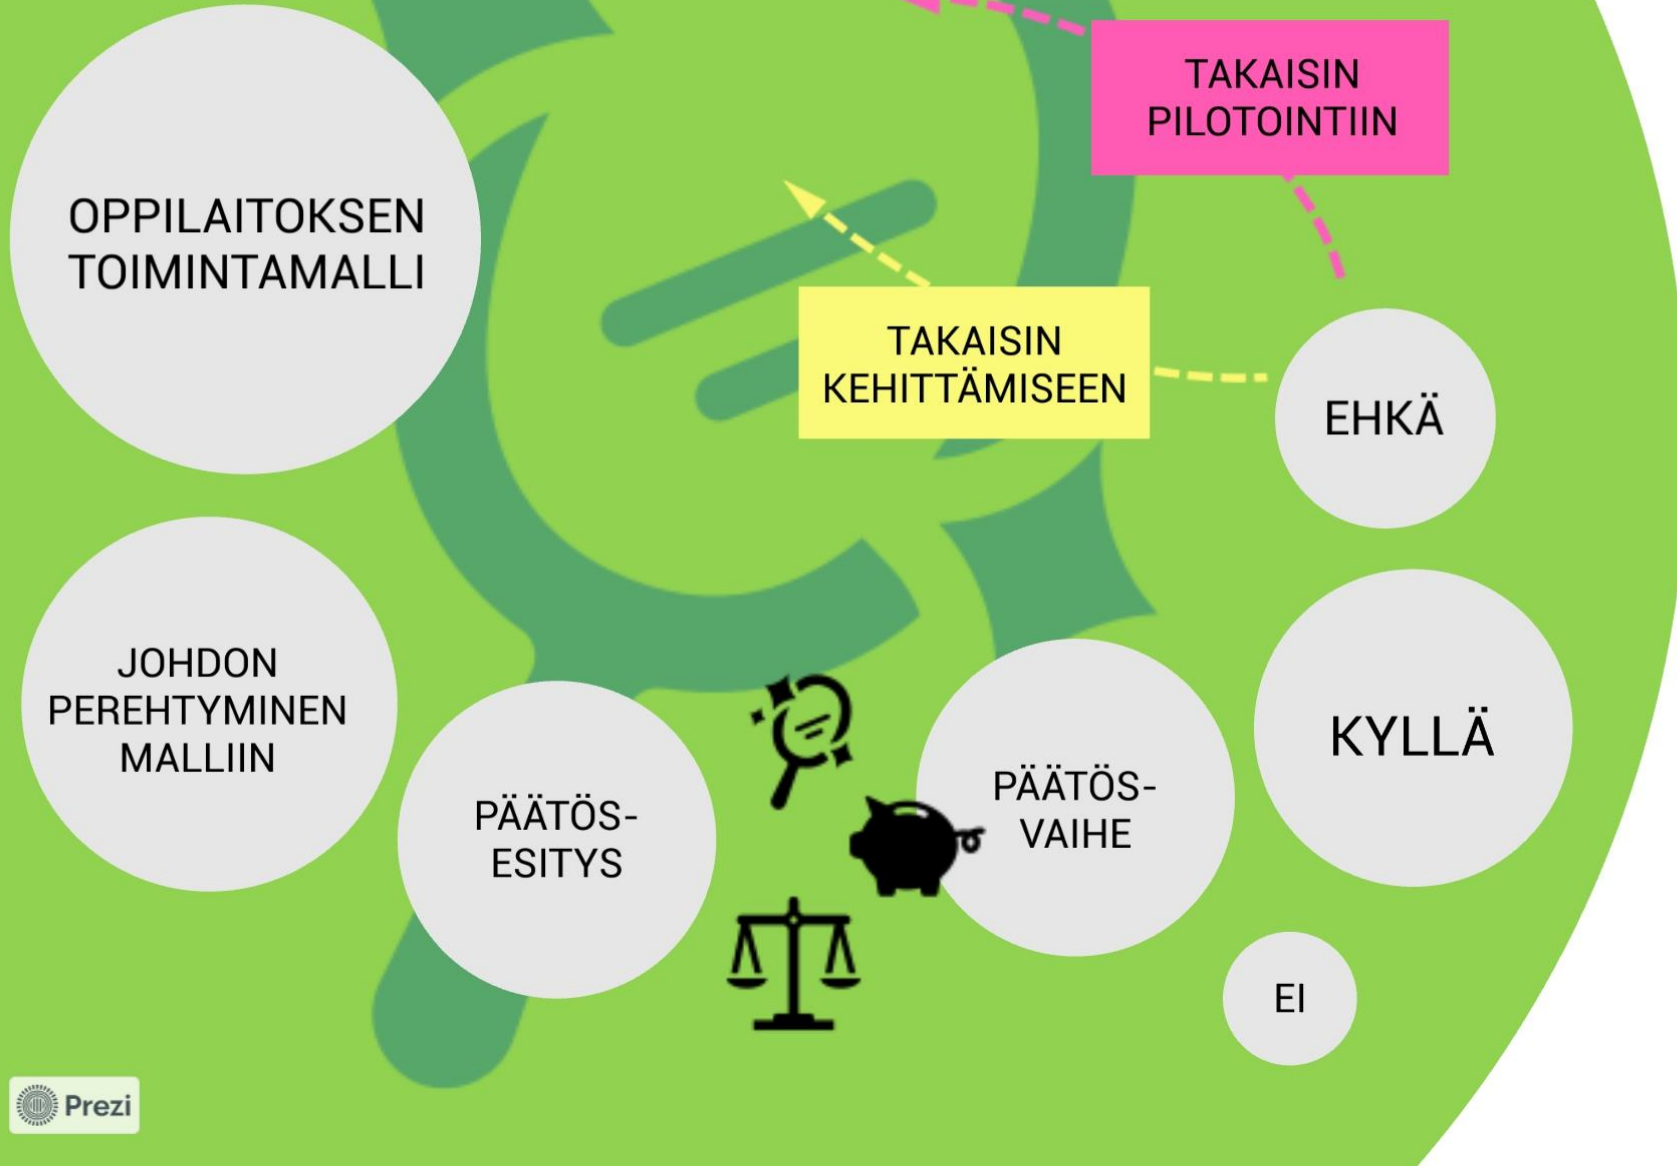 TAKAISIN
PILOTOINTIIN
OPPILAITOKSEN
TOIMINTAMALLI
TAKAISIN
KEHITTÄMISEEN
EHKÄ
JOHDON
PEREHTYMINEN
MALLIIN
PÄÄTÖS-
ESITYS
PÄÄTÖS-
VAIHE
KYLLÄ
EI
Prezi